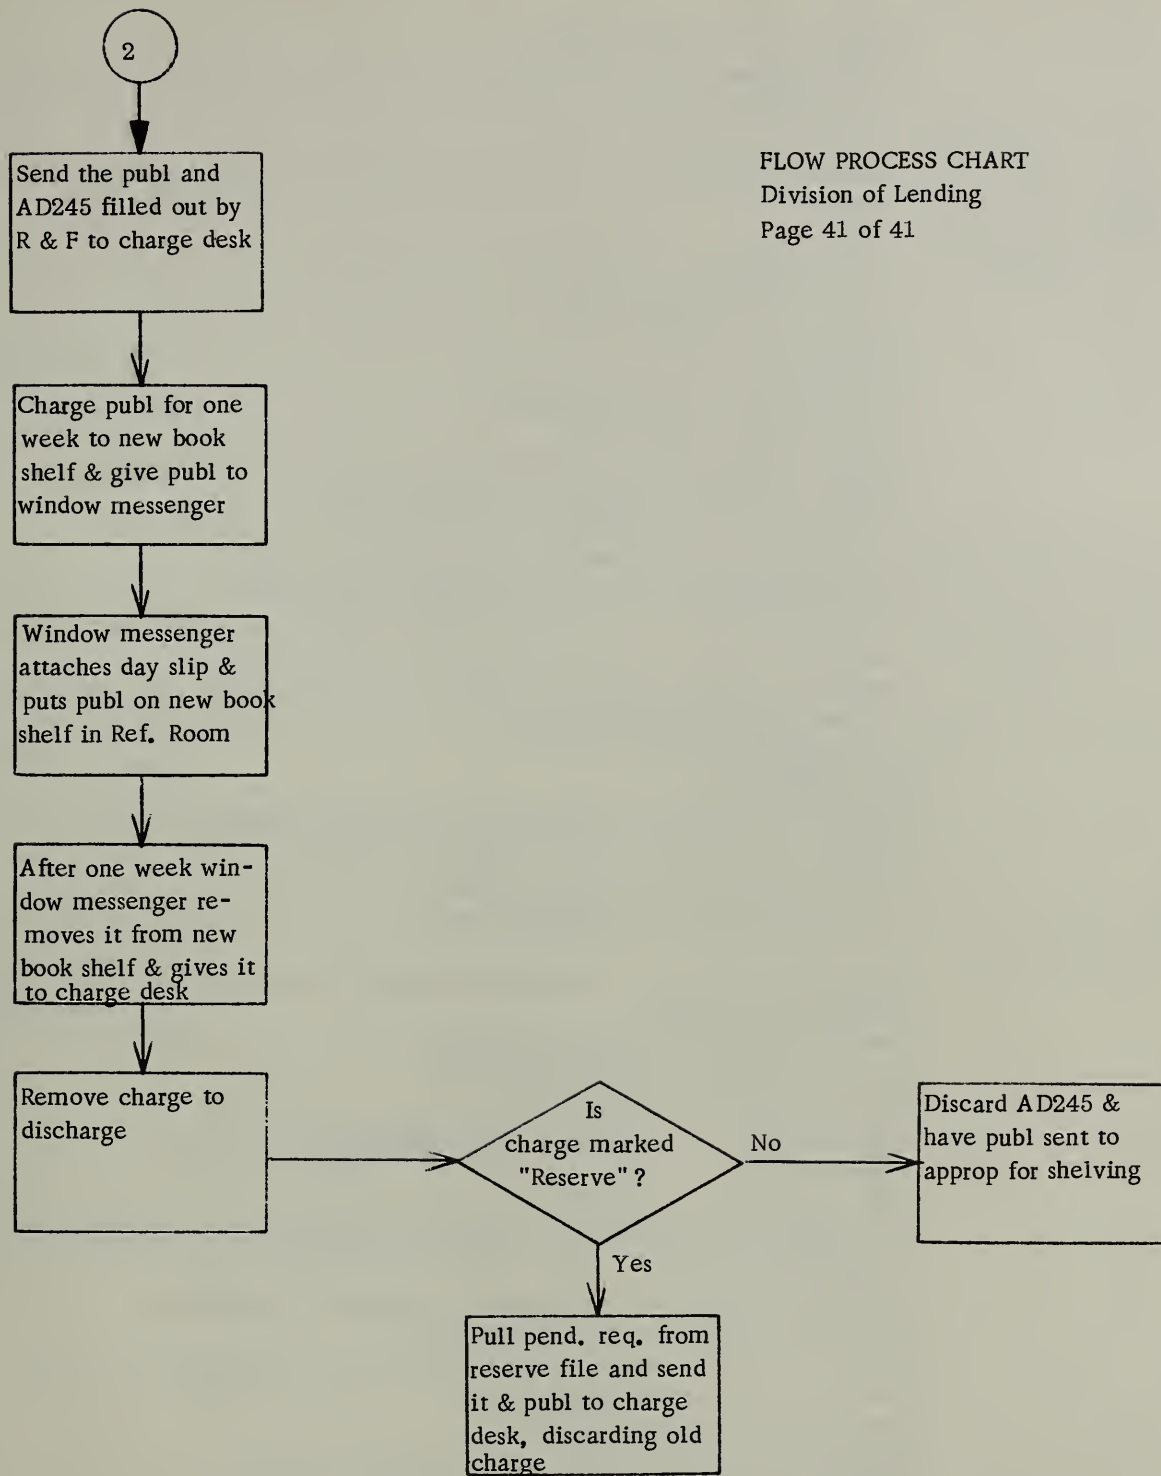 2
FLOW PROCESS CHART
Division of Lending
Page 41 of 41
Send the publ and
AD245 filled out by
R & F to charge desk
Charge publ for one
week to new book
shelf & give publ to
window messenger
Window messenger
attaches day slip &
puts publ on new book
shelf in Ref. Room
After one week win-
dow messenger re-
moves it from new
book shelf & gives it
to charge desk
Remove charge to
discharge
Is
charge marked
"Reserve"?
No
Discard AD245 &
have publ sent to
approp for shelving
Yes
Pull pend. req. from
reserve file and send
it & publ to charge
desk, discarding old
charge